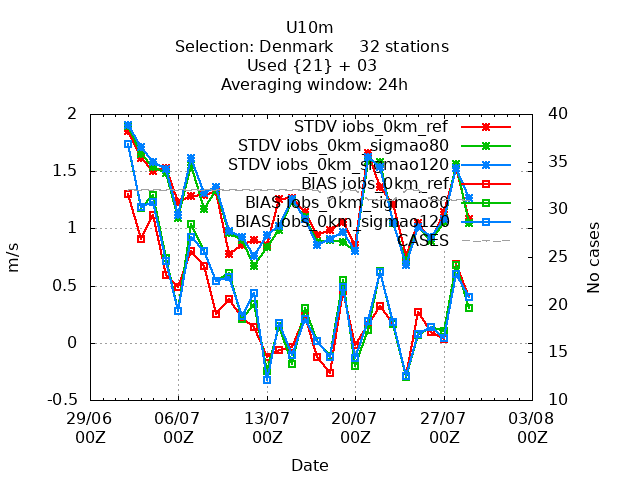 U10m
Selection: Denmark 32 stations
Used {21} + 03
Averaging window: 24h
2
1.5
1
0.5
0
-0.5
m/s
40
35
30
25
20
15
10
No cases
STDV iobs_0km_ref
STDV iobs_0km_sigmao80
STDV iobs_0km_sigmao120
BIAS iobs_0km_ref
BIAS iobs_0km_sigmao80
BIAS iobs_0km_sigmao120
CASES
29/06 06/07 13/07 20/07 27/07 03/08
00Z 00Z 00Z 00Z 00Z 00Z
Date